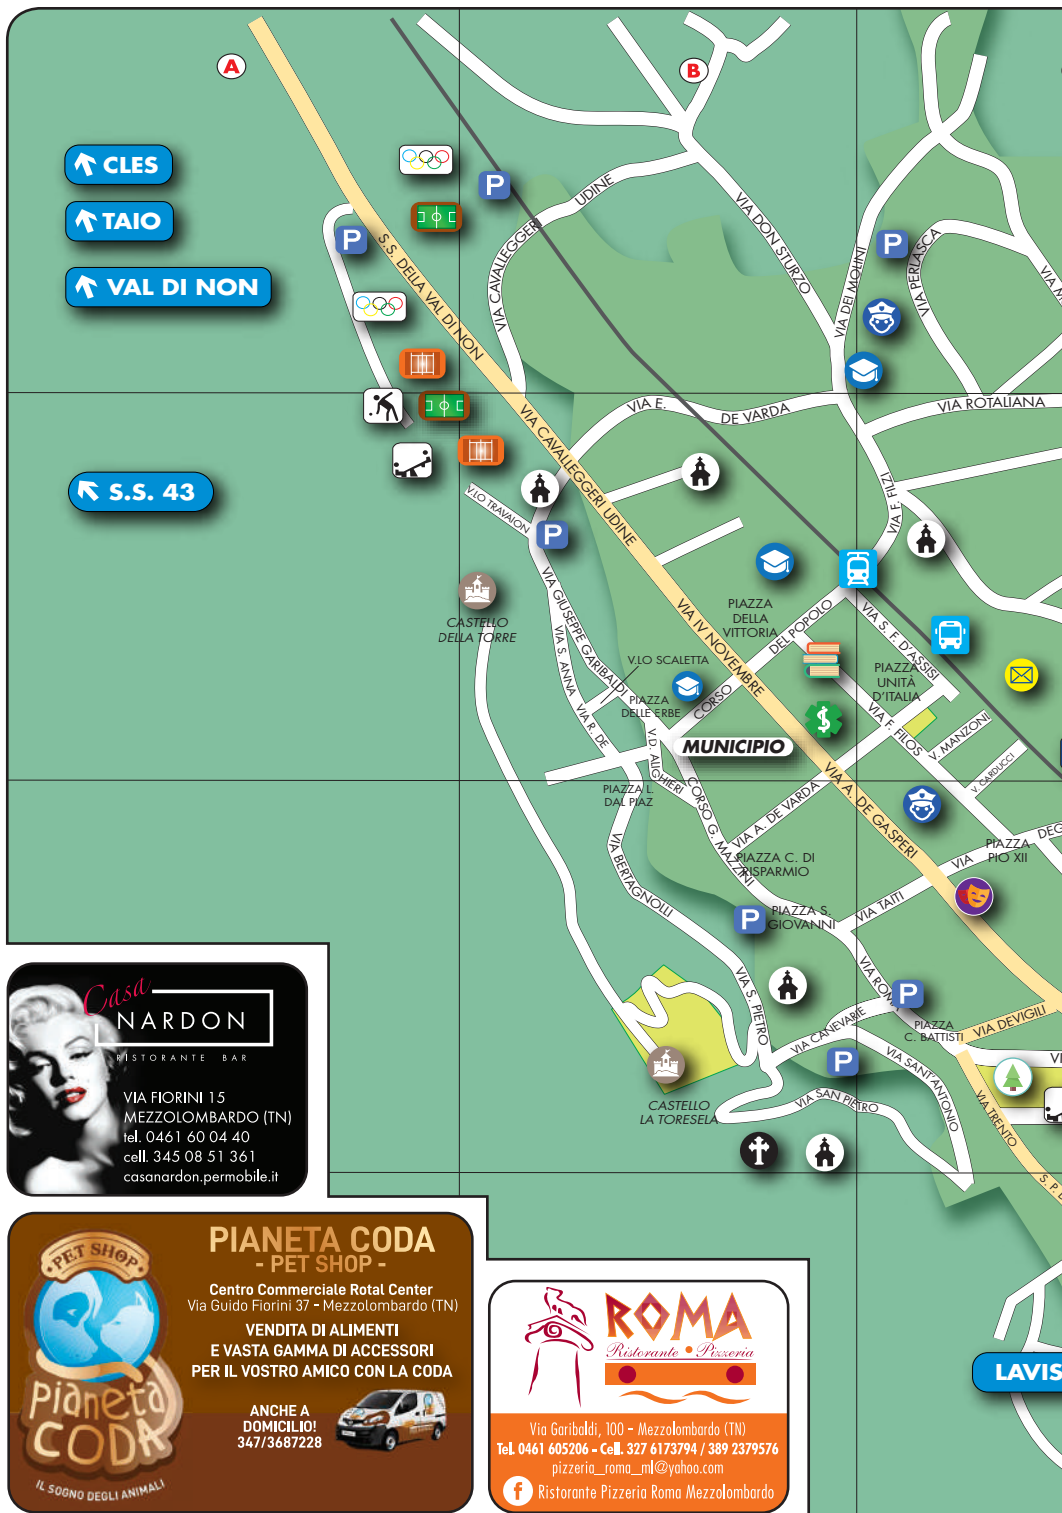 A
B
CLES
TAIO
VAL DI NON
S.S. 43
P
P
P
S.S. DELLA VAL DI NON
VIA CAVALLEGGERI UDINE
VIA DON STURZO
VIA DEI MOLINI
VIA PERLASCA
VIA ROTALIANA
VIA E. DE VARDA
VIA CAVALLEGGERI UDINE
VIA F. FILZI
V.LO TRAVAION
P
CASTELLO
DELLA TORRE
VIA GIUSEPPE GARIBALDI
VIA S. ANNA
VIA IV NOVEMBRE
PIAZZA
DELLA
VITTORIA
CORSO DEL POPOLO
VIA S. F. D'ASSISI
V.LO SCALETTA
PIAZZA
UNITÀ
D'ITALIA
PIAZZA
DELLE ERBE
VIA R. DE
V.D. ALIGHIERI
VIA F. FILOS
V. MANZONI
V. CARDUCCI
MUNICIPIO
PIAZZA L.
DAL PIAZ
CORSO G. MAZZINI
VIA A. DE VARDA
VIA A. DE GASPERI
PIAZZA C. DI
RISPARMIO
PIAZZA
PIO XII
VIA
DEG
VIA BERTAGNOLLI
VIA TAITI
P
PIAZZA S.
GIOVANNI
VIA S. PIETRO
VIA ROMA
P
PIAZZA
C. BATTISTI
VIA DEVIGILI
VIA CANEVARIE
P
VIA SANT'ANTONIO
VIA SAN PIETRO
VIA TRENTO
CASTELLO
LA TORESELA
LAVIS
Casa
NARDON
RISTORANTE BAR
VIA FIORINI 15
MEZZOLOMBARDO (TN)
tel. 0461 60 04 40
cell. 345 08 51 361
casanardon.permobile.it
PET SHOP
pianeta
CODA
IL SOGNO DEGLI ANIMALI
PIANETA CODA
- PET SHOP -
Centro Commerciale Rotal Center
Via Guido Fiorini 37 - Mezzolombardo (TN)
VENDITA DI ALIMENTI
E VASTA GAMMA DI ACCESSORI
PER IL VOSTRO AMICO CON LA CODA
ANCHE A
DOMICILIO!
347/3687228
ROMA
Ristorante • Pizzeria
Via Garibaldi, 100 - Mezzolombardo (TN)
Tel. 0461 605206 - Cell. 327 6173794 / 389 2379576
pizzeria_roma_ml@yahoo.com
f Ristorante Pizzeria Roma Mezzolombardo